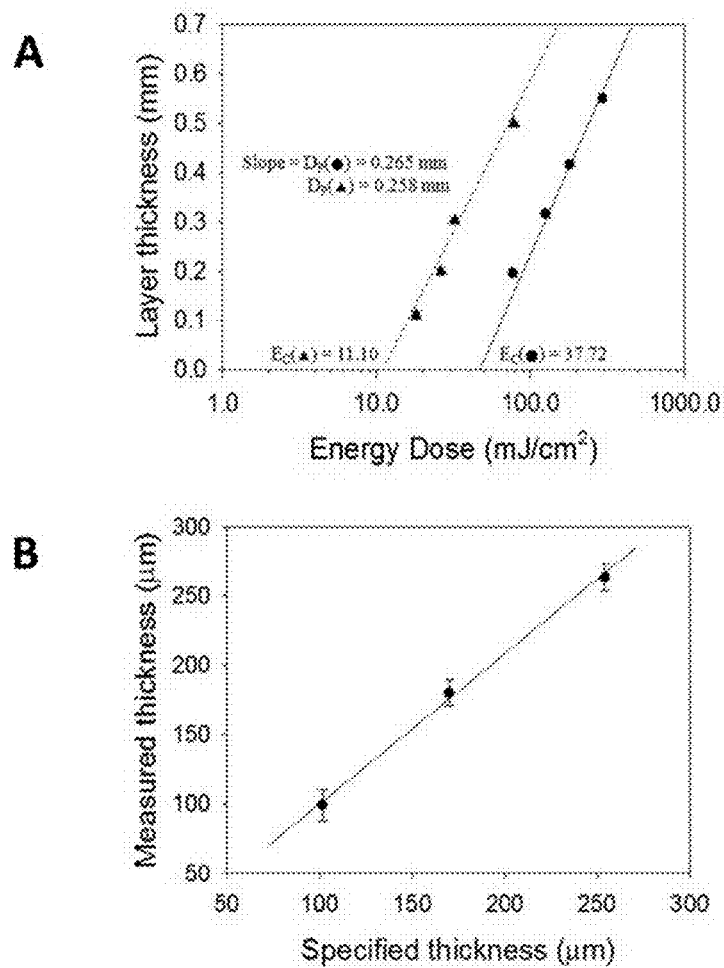 A
0.7
0.6
0.5
0.4
0.3
0.2
0.1
0.0
Layer thickness (mm)
Slope = Dₚ(●) = 0.265 mm
Dₚ(▲) = 0.258 mm
E_C(▲) = 11.10
E_C(●) = 37.72
1.0 10.0 100.0 1000.0
Energy Dose (mJ/cm²)
B
300
250
200
150
100
50
Measured thickness (μm)
50 100 150 200 250 300
Specified thickness (μm)